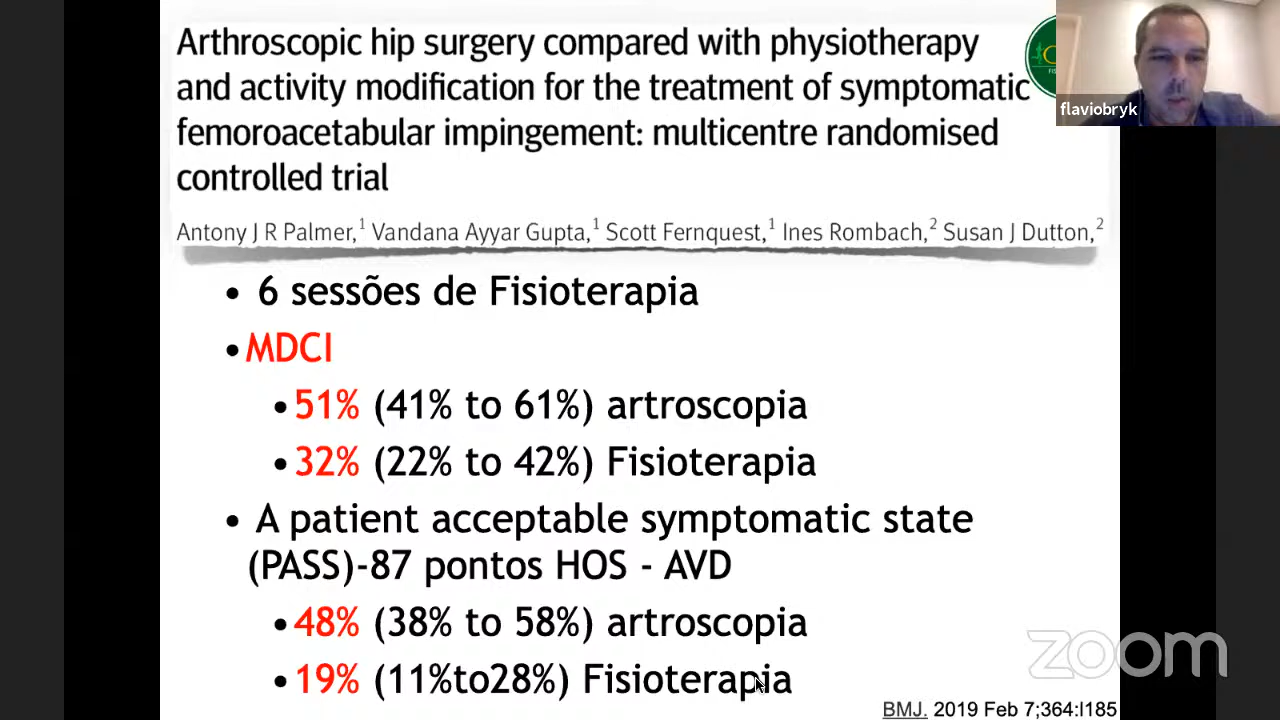 Arthroscopic hip surgery compared with physiotherapy
and activity modification for the treatment of symptomatic
femoroacetabular impingement: multicentre randomised
controlled trial
Antony J R Palmer,¹ Vandana Ayyar Gupta,¹ Scott Fernquest,¹ Ines Rombach,² Susan J Dutton,²
flaviobryk
• 6 sessões de Fisioterapia
• MDCI
• 51% (41% to 61%) artroscopia
• 32% (22% to 42%) Fisioterapia
• A patient acceptable symptomatic state
(PASS)-87 pontos HOS - AVD
• 48% (38% to 58%) artroscopia
• 19% (11%to28%) Fisioterapia
zoom
BMJ. 2019 Feb 7;364:l185